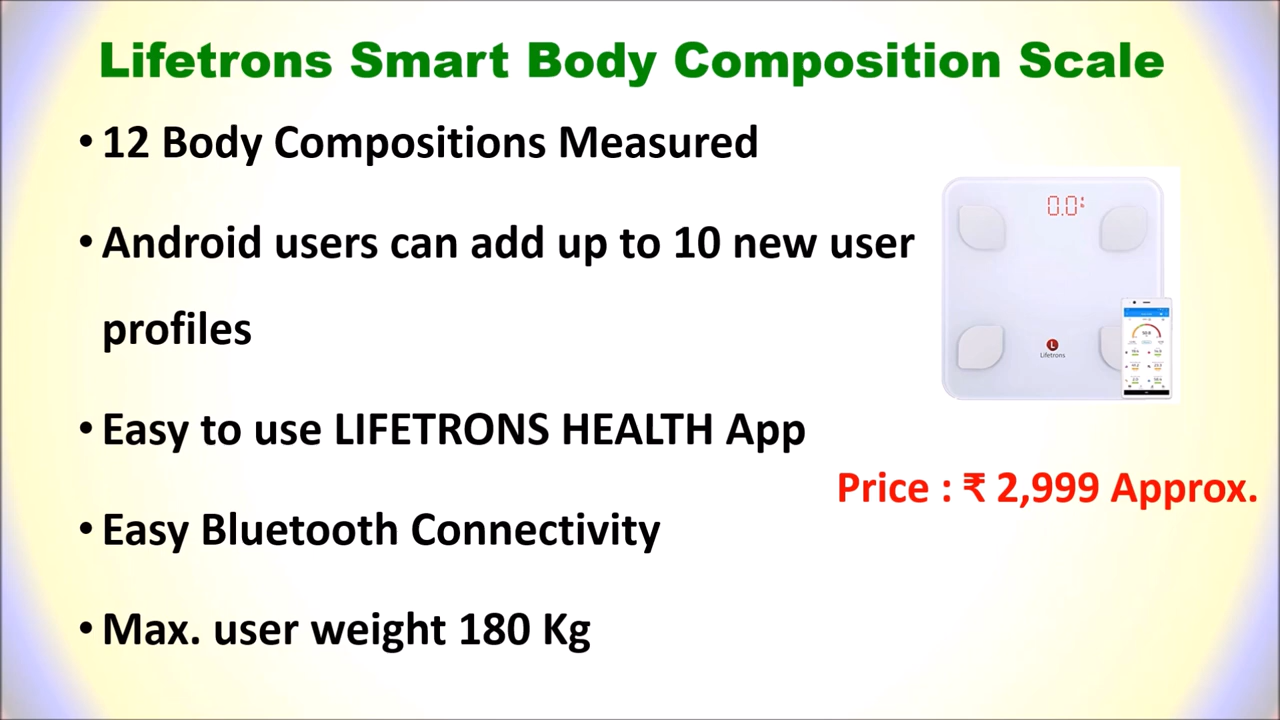 Lifetrons Smart Body Composition Scale
• 12 Body Compositions Measured
• Android users can add up to 10 new user
profiles
• Easy to use LIFETRONS HEALTH App
• Easy Bluetooth Connectivity
• Max. user weight 180 Kg
0.0
L
Lifetrons
Price : ₹ 2,999 Approx.